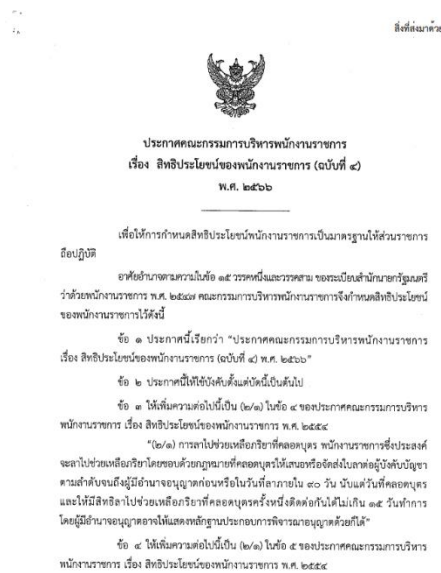 สิ่งที่ส่งมาด้วย
ประกาศคณะกรรมการบริหารพนักงานราชการ
เรื่อง สิทธิประโยชน์ของพนักงานราชการ (ฉบับที่ ๔)
พ.ศ. ๒๕๖๖
เพื่อให้การกำหนดสิทธิประโยชน์พนักงานราชการเป็นมาตรฐานให้ส่วนราชการ
ถือปฏิบัติ
อาศัยอำนาจตามความในข้อ ๑๕ วรรคหนึ่งและวรรคสาม ของระเบียบสำนักนายกรัฐมนตรี
ว่าด้วยพนักงานราชการ พ.ศ. ๒๕๔๗ คณะกรรมการบริหารพนักงานราชการจึงกำหนดสิทธิประโยชน์
ของพนักงานราชการไว้ดังนี้
ข้อ ๑ ประกาศนี้เรียกว่า "ประกาศคณะกรรมการบริหารพนักงานราชการ
เรื่อง สิทธิประโยชน์ของพนักงานราชการ (ฉบับที่ ๔) พ.ศ. ๒๕๖๖"
ข้อ ๒ ประกาศนี้ให้ใช้บังคับตั้งแต่บัดนี้เป็นต้นไป
ข้อ ๓ ให้เพิ่มความต่อไปนี้เป็น (๒/๑) ในข้อ ๔ ของประกาศคณะกรรมการบริหาร
พนักงานราชการ เรื่อง สิทธิประโยชน์ของพนักงานราชการ พ.ศ. ๒๕๕๔
"(๒/๑) การลาไปช่วยเหลือภริยาที่คลอดบุตร พนักงานราชการซึ่งประสงค์
จะลาไปช่วยเหลือภริยาโดยชอบด้วยกฎหมายที่คลอดบุตรให้เสนอหรือจัดส่งใบลาต่อผู้บังคับบัญชา
ตามลำดับจนถึงผู้มีอำนาจอนุญาตก่อนหรือในวันที่ลาภายใน ๙๐ วัน นับแต่วันที่คลอดบุตร
และให้มีสิทธิลาไปช่วยเหลือภริยาที่คลอดบุตรครั้งหนึ่งติดต่อกันได้ไม่เกิน ๑๕ วันทำการ
โดยผู้มีอำนาจอนุญาตอาจให้แสดงหลักฐานประกอบการพิจารณาอนุญาตด้วยก็ได้"
ข้อ ๔ ให้เพิ่มความต่อไปนี้เป็น (๒/๑) ในข้อ ๕ ของประกาศคณะกรรมการบริหาร
พนักงานราชการ เรื่อง สิทธิประโยชน์ของพนักงานราชการ พ.ศ. ๒๕๕๔